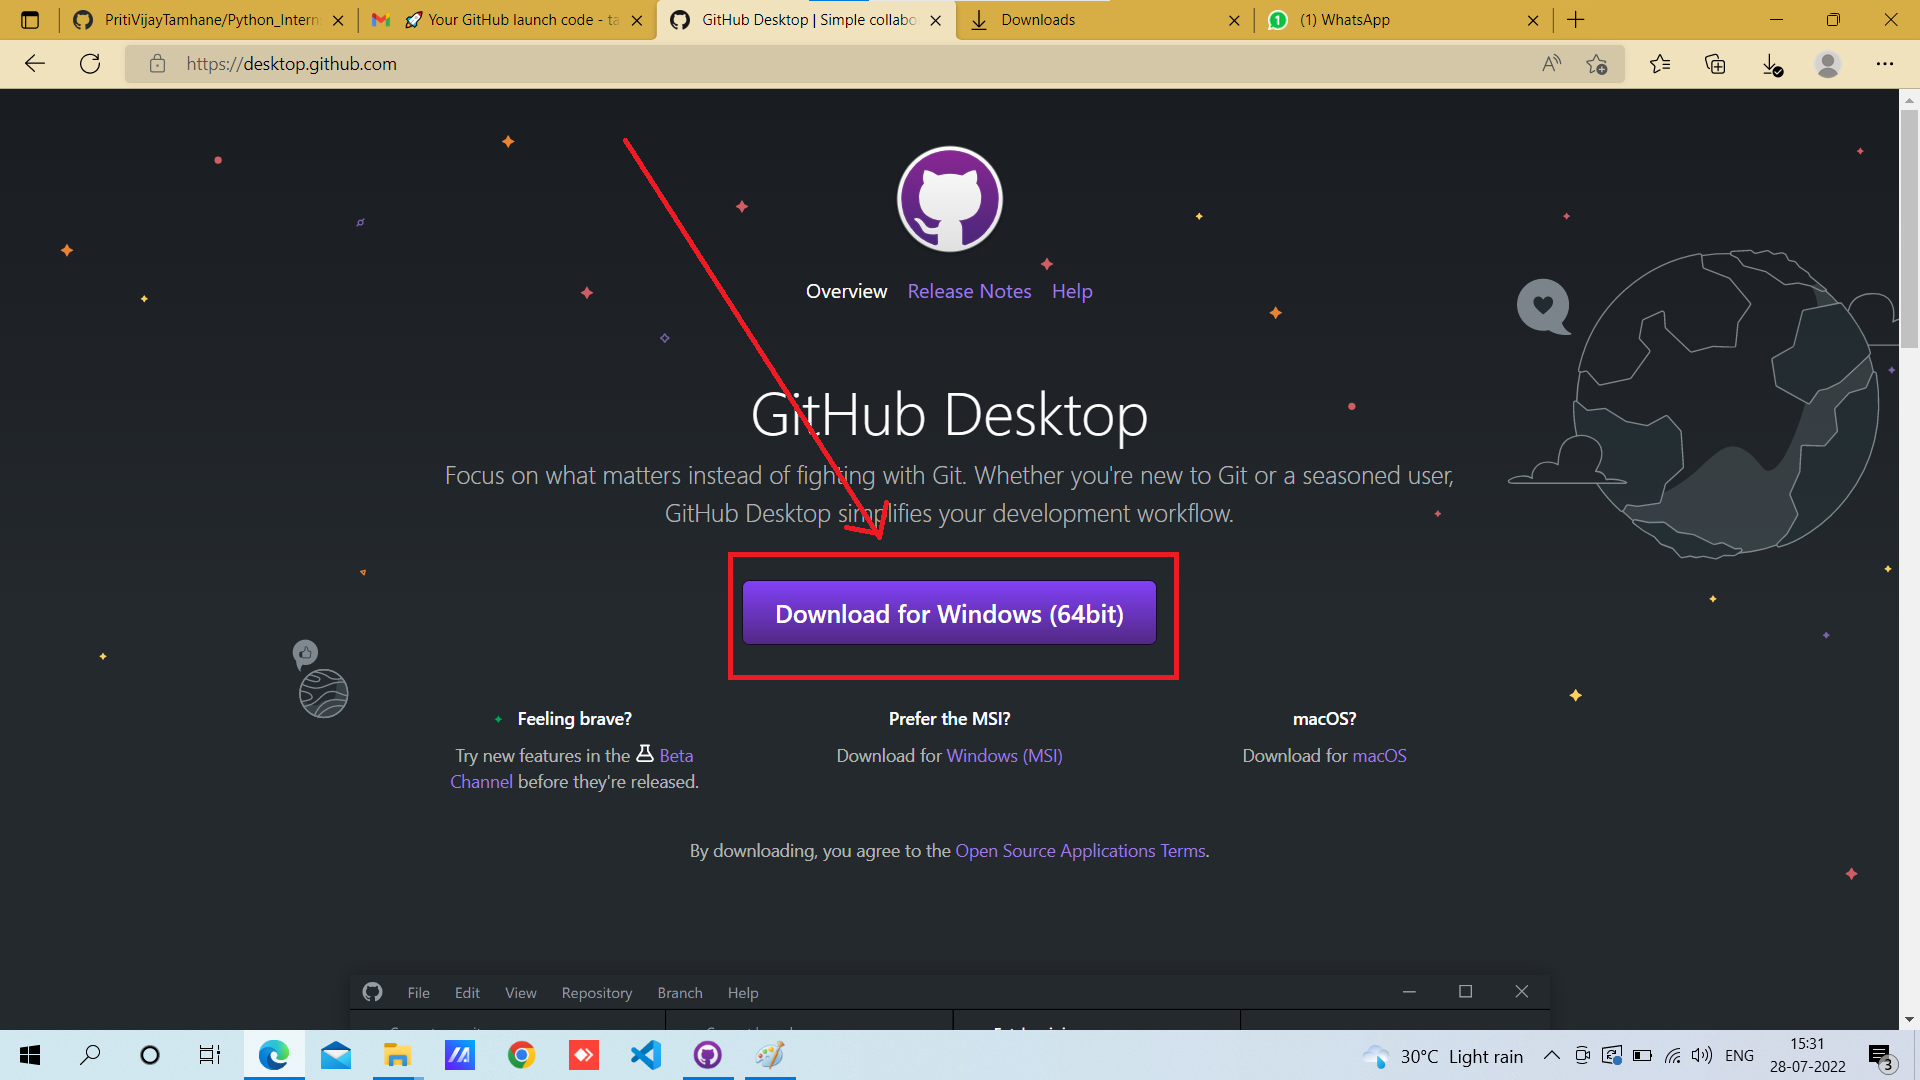 PritiVijayTamhane/Python_Intern
Your GitHub launch code - ta
GitHub Desktop | Simple collabo
Downloads
(1) WhatsApp
https://desktop.github.com
Overview Release Notes Help
GitHub Desktop
Focus on what matters instead of fighting with Git. Whether you're new to Git or a seasoned user,
GitHub Desktop simplifies your development workflow.
Download for Windows (64bit)
Feeling brave?
Try new features in the Beta
Channel before they're released.
Prefer the MSI?
Download for Windows (MSI)
macOS?
Download for macOS
By downloading, you agree to the Open Source Applications Terms.
File Edit View Repository Branch Help
30°C Light rain
ENG
15:31
28-07-2022
3